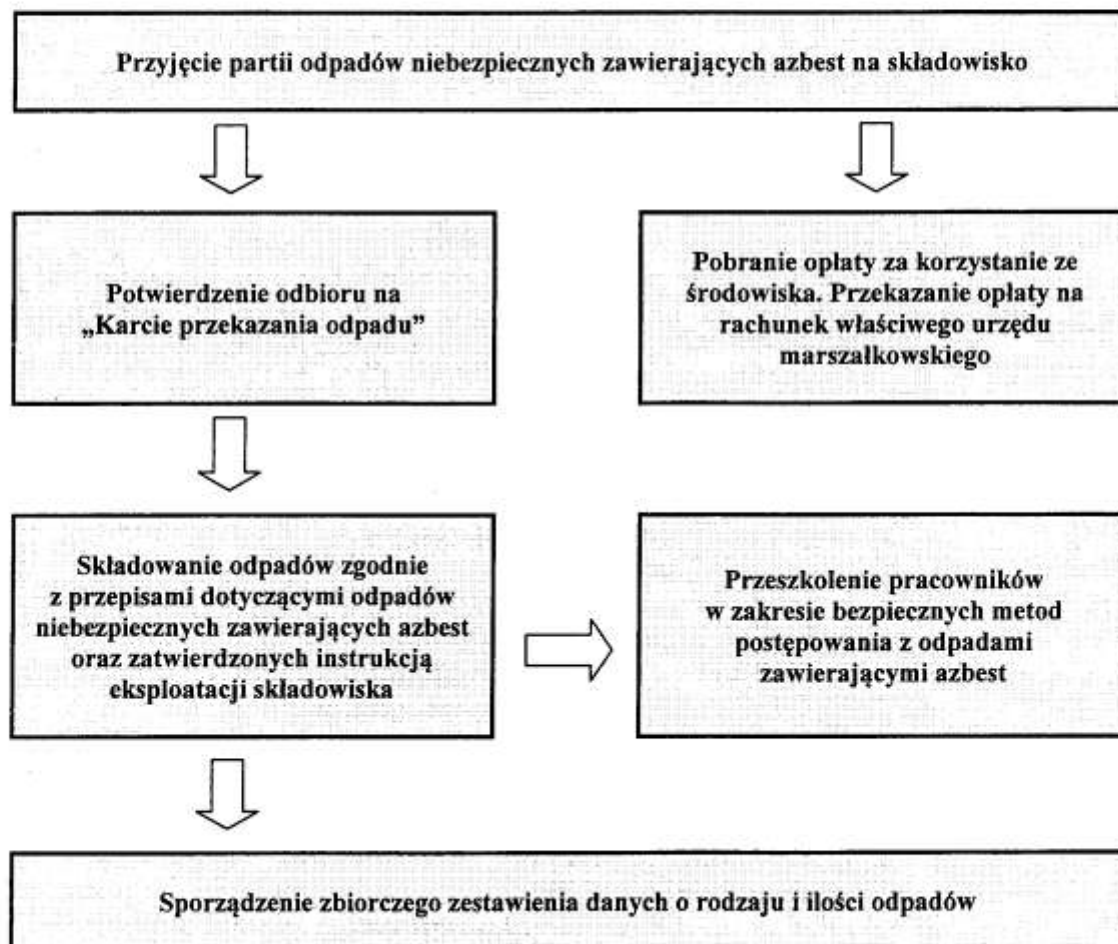 Przyjęcie partii odpadów niebezpiecznych zawierających azbest na składowisko
Potwierdzenie odbioru na
„Karcie przekazania odpadu”
Pobranie opłaty za korzystanie ze
środowiska. Przekazanie opłaty na
rachunek właściwego urzędu
marszałkowskiego
Składowanie odpadów zgodnie
z przepisami dotyczącymi odpadów
niebezpiecznych zawierających azbest
oraz zatwierdzonych instrukcją
eksploatacji składowiska
Przeszkolenie pracowników
w zakresie bezpiecznych metod
postępowania z odpadami
zawierającymi azbest
Sporządzenie zbiorczego zestawienia danych o rodzaju i ilości odpadów